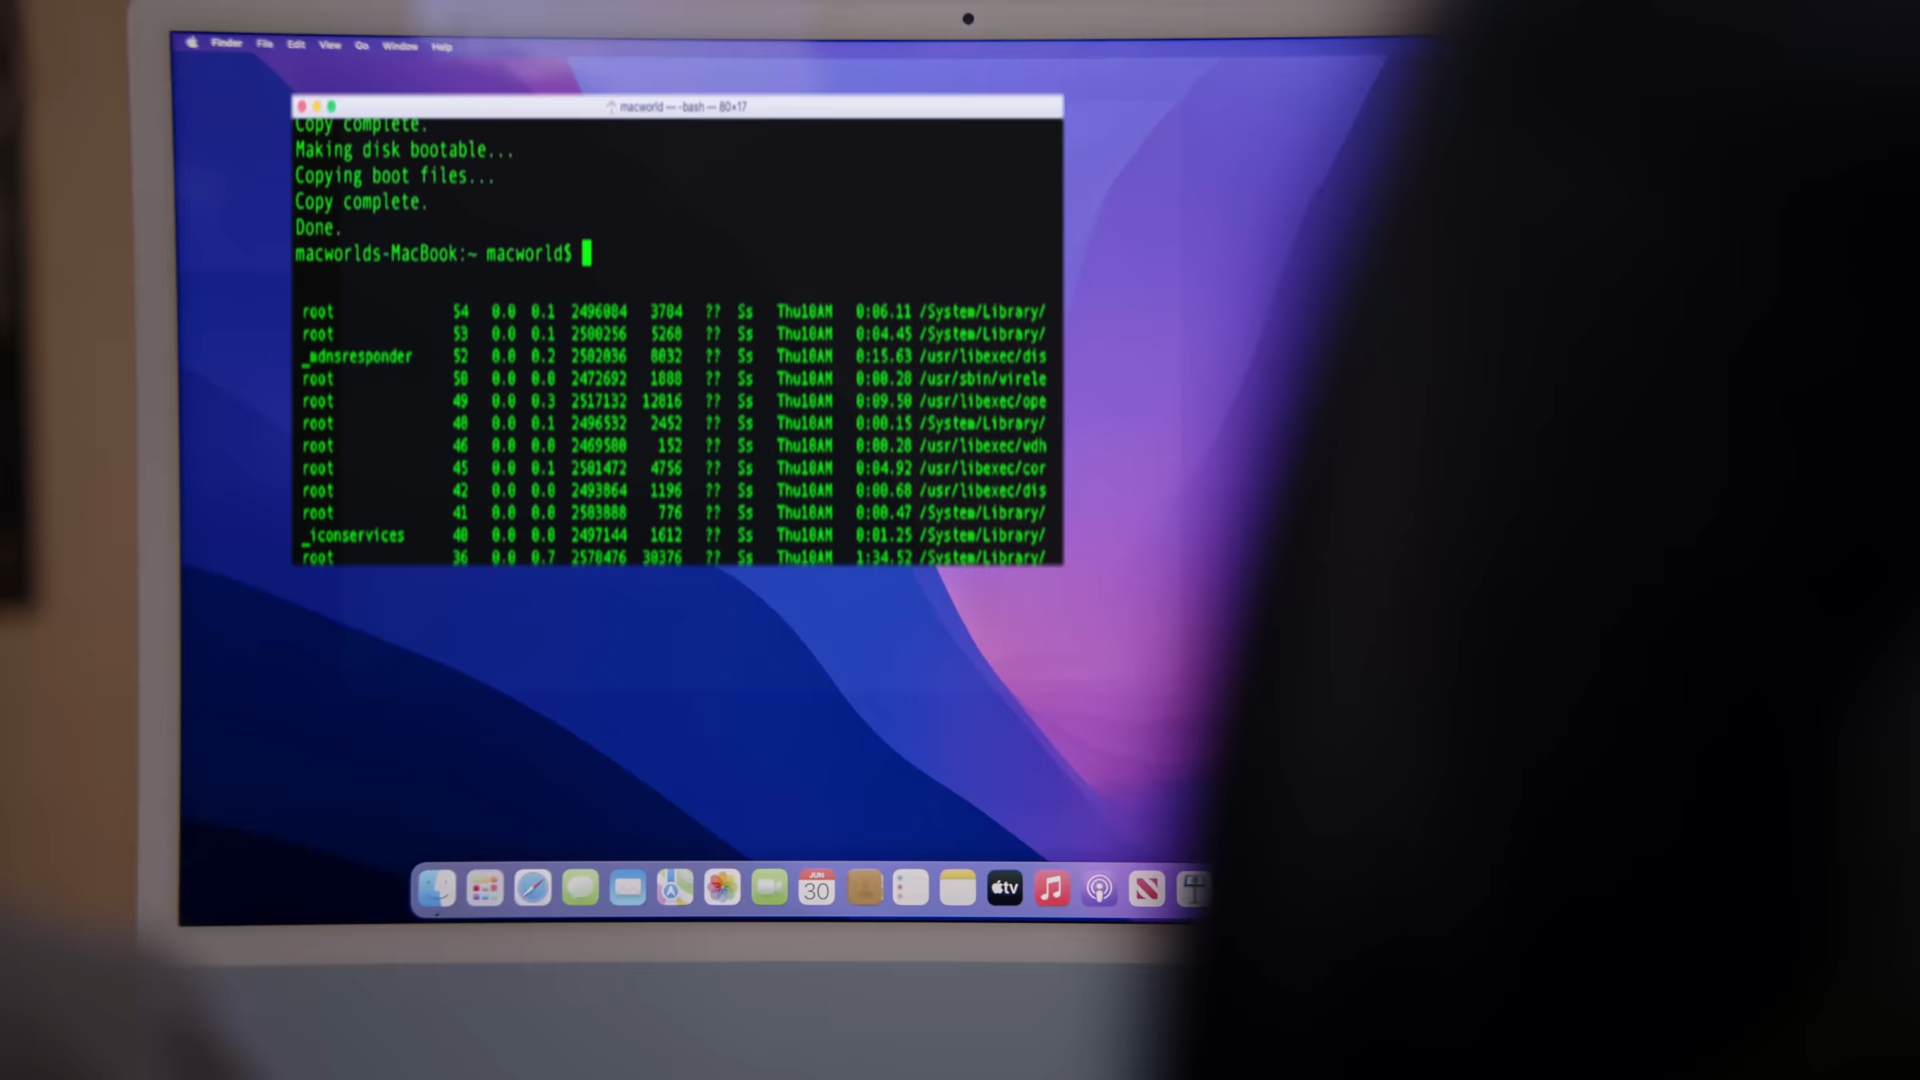 Finder File Edit View Go Window Help
macworld — -bash — 80×17
Copy complete.
Making disk bootable...
Copying boot files...
Copy complete.
Done.
macworlds-MacBook:~ macworld$
root 54 0.0 0.1 2496084 3784 ?? Ss Thu10AM 0:06.11 /System/Library/
root 53 0.0 0.1 2500256 5268 ?? Ss Thu10AM 0:04.45 /System/Library/
_mdnsresponder 52 0.0 0.2 2502036 8032 ?? Ss Thu10AM 0:15.63 /usr/libexec/dis
root 50 0.0 0.0 2472692 1888 ?? Ss Thu10AM 0:00.28 /usr/sbin/wirele
root 49 0.0 0.3 2517132 12816 ?? Ss Thu10AM 0:09.50 /usr/libexec/ope
root 48 0.0 0.1 2496532 2452 ?? Ss Thu10AM 0:00.15 /System/Library/
root 46 0.0 0.0 2469500 152 ?? Ss Thu10AM 0:00.28 /usr/libexec/wdh
root 45 0.0 0.1 2501472 4756 ?? Ss Thu10AM 0:04.92 /usr/libexec/cor
root 42 0.0 0.0 2493864 1196 ?? Ss Thu10AM 0:00.68 /usr/libexec/dis
root 41 0.0 0.0 2503888 776 ?? Ss Thu10AM 0:00.47 /System/Library/
_iconservices 40 0.0 0.0 2497144 1612 ?? Ss Thu10AM 0:01.25 /System/Library/
root 36 0.0 0.7 2578476 30376 ?? Ss Thu10AM 1:34.52 /System/Library/
JUN
30
tv